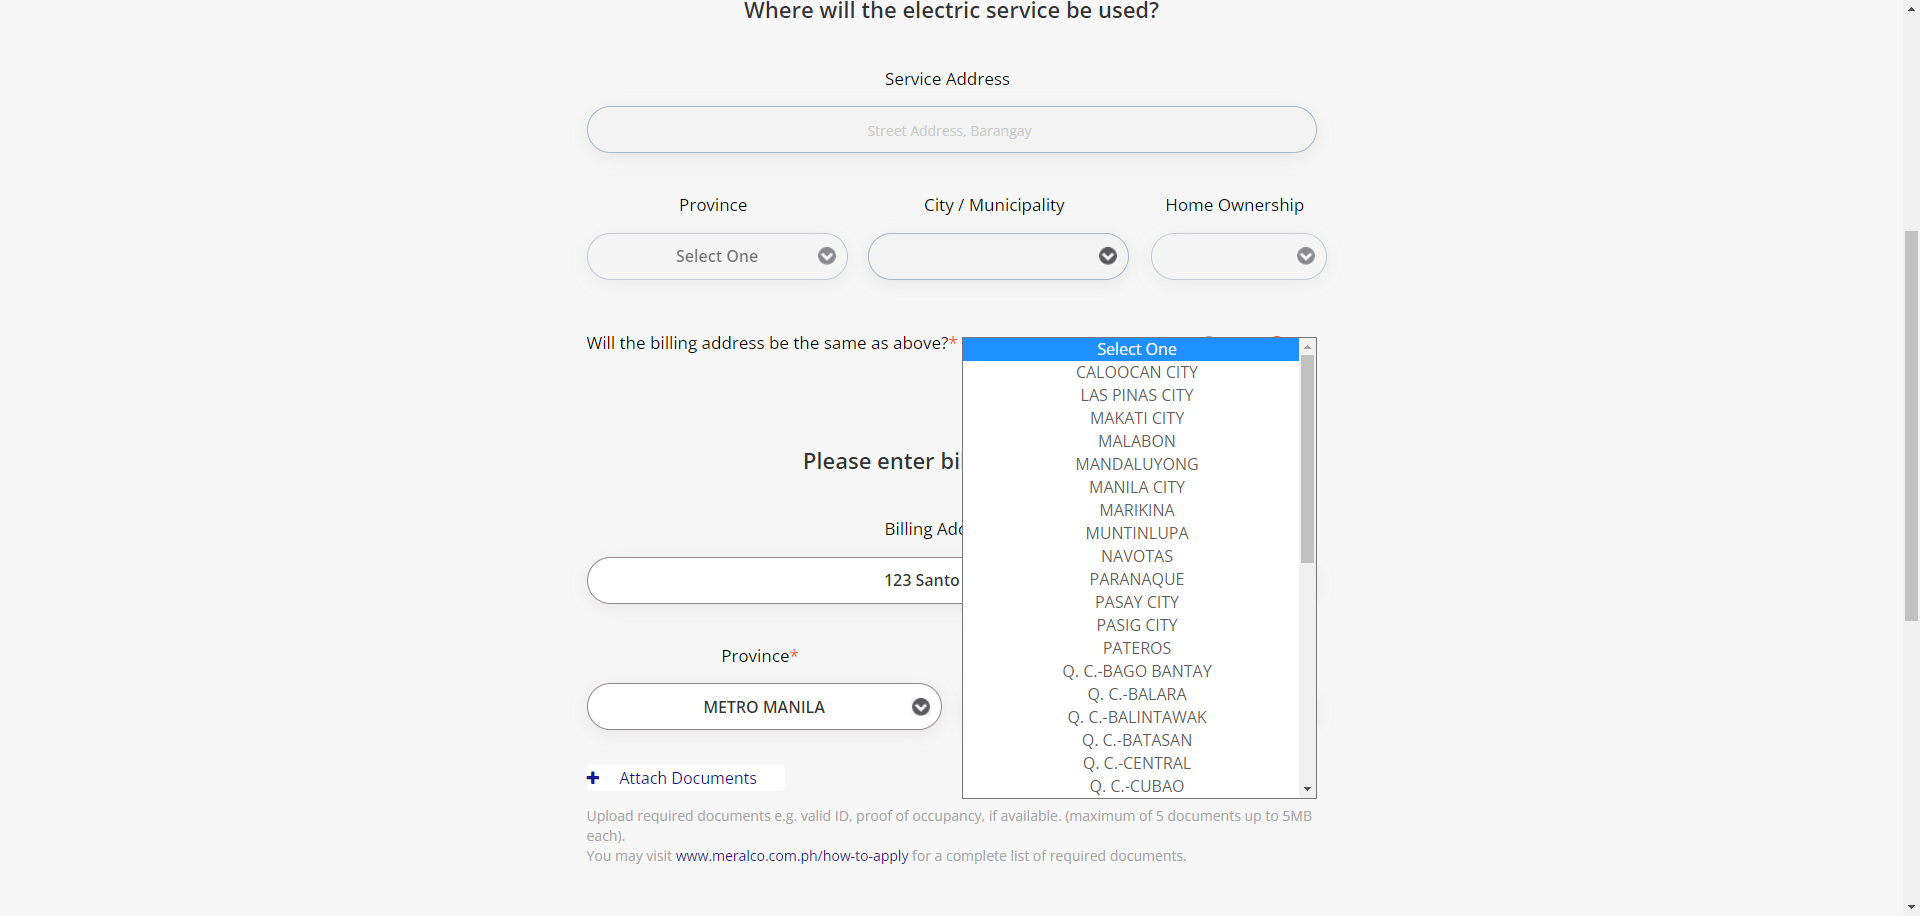 Where will the electric service be used?
Service Address
Street Address, Barangay
Province
City / Municipality
Home Ownership
Select One
Will the billing address be the same as above?*
Select One
CALOOCAN CITY
LAS PINAS CITY
MAKATI CITY
MALABON
MANDALUYONG
MANILA CITY
MARIKINA
MUNTINLUPA
NAVOTAS
PARANAQUE
PASAY CITY
PASIG CITY
PATEROS
Q. C.-BAGO BANTAY
Q. C.-BALARA
Q. C.-BALINTAWAK
Q. C.-BATASAN
Q. C.-CENTRAL
Q. C.-CUBAO
Please enter bi
Billing Add
123 Santo
Province*
METRO MANILA
Attach Documents
Upload required documents e.g. valid ID, proof of occupancy, if available. (maximum of 5 documents up to 5MB
each).
You may visit www.meralco.com.ph/how-to-apply for a complete list of required documents.